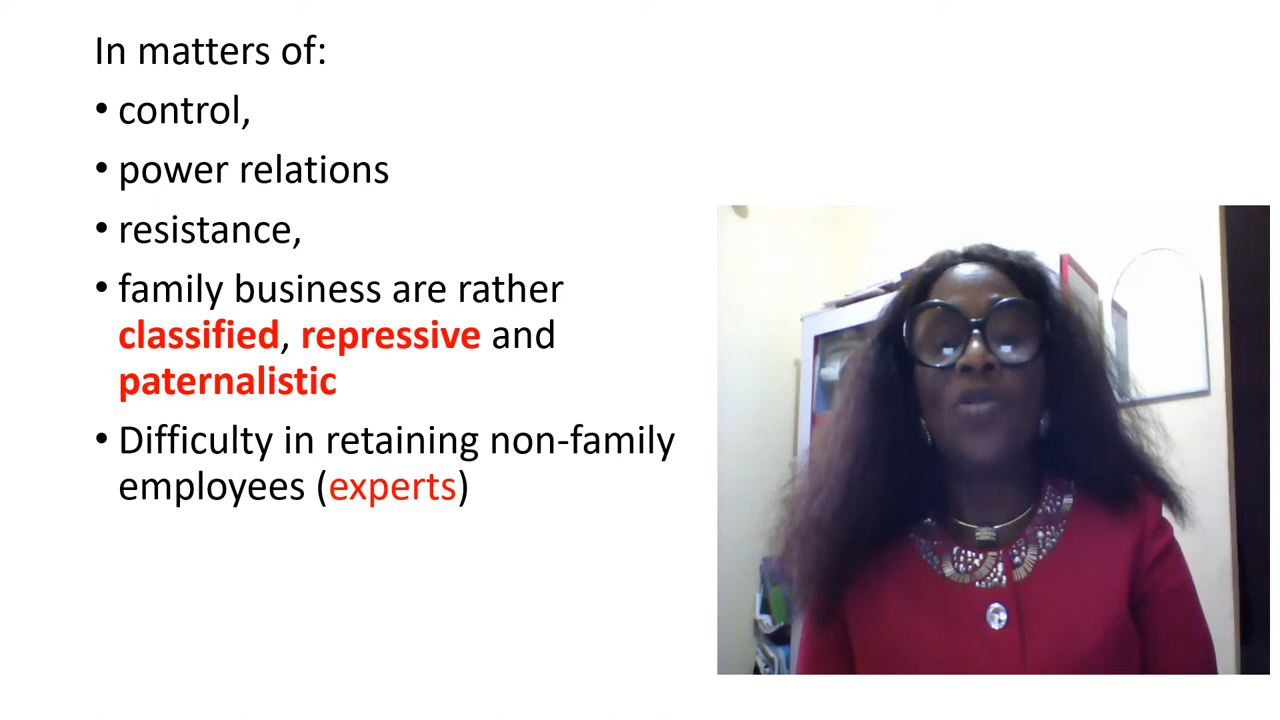 In matters of:
• control,
• power relations
• resistance,
• family business are rather
classified, repressive and
paternalistic
• Difficulty in retaining non-family
employees (experts)